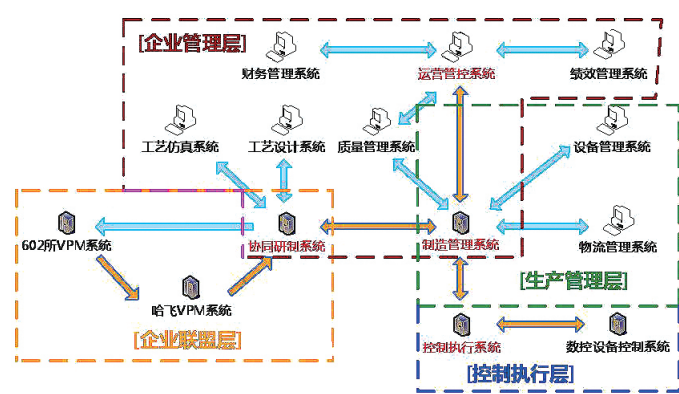 [企业管理层]
财务管理系统
运营管控系统
绩效管理系统
工艺仿真系统
工艺设计系统
质量管理系统
设备管理系统
602所VPM系统
协同研制系统
制造管理系统
物流管理系统
[生产管理层]
哈飞VPM系统
[企业联盟层]
控制执行系统
数控设备控制系统
[控制执行层]